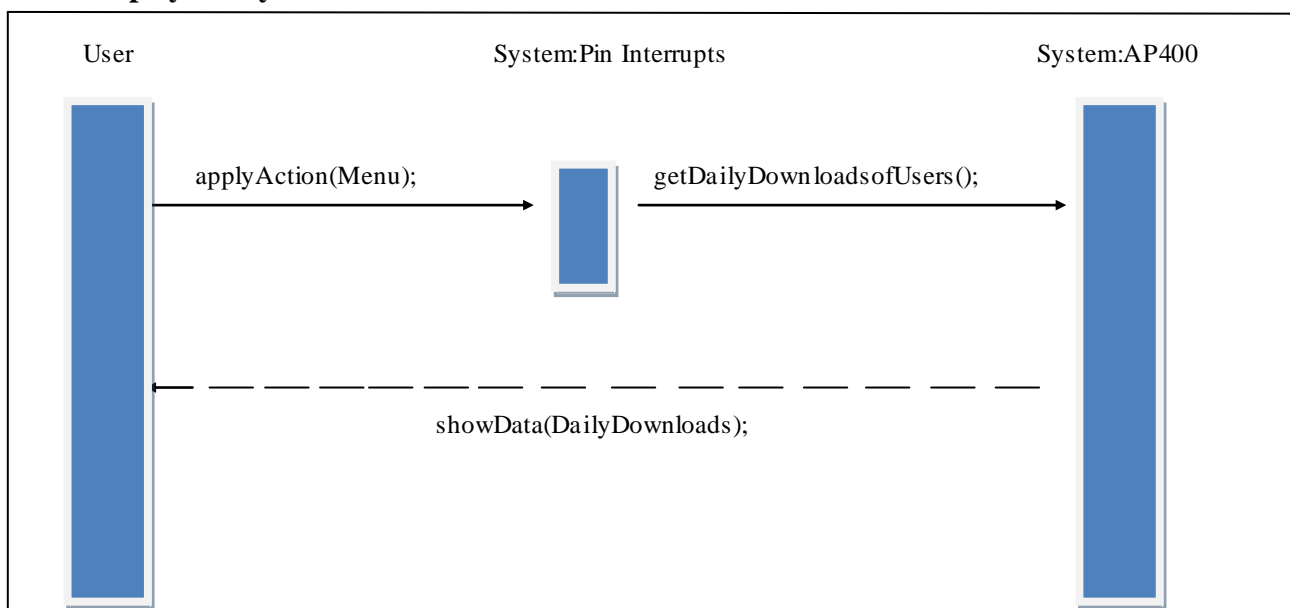 User System:Pin Interrupts System:AP400
applyAction(Menu); getDailyDownloadsofUsers();
showData(DailyDownloads);